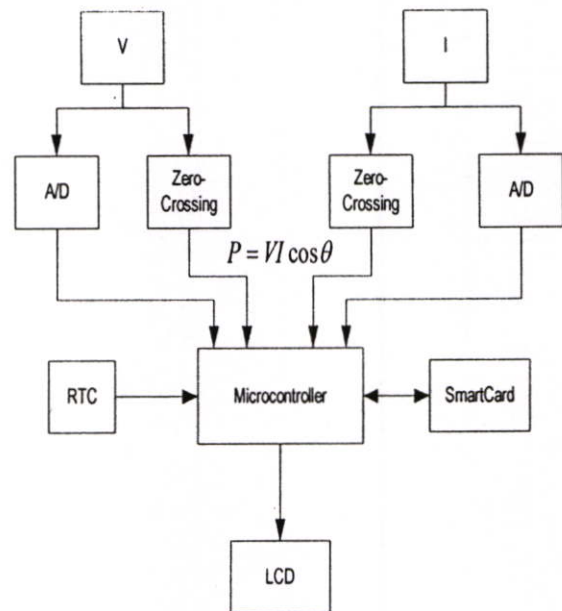 V
I
A/D
Zero-
Crossing
Zero-
Crossing
A/D
P = VI cos θ
RTC
Microcontroller
SmartCard
LCD